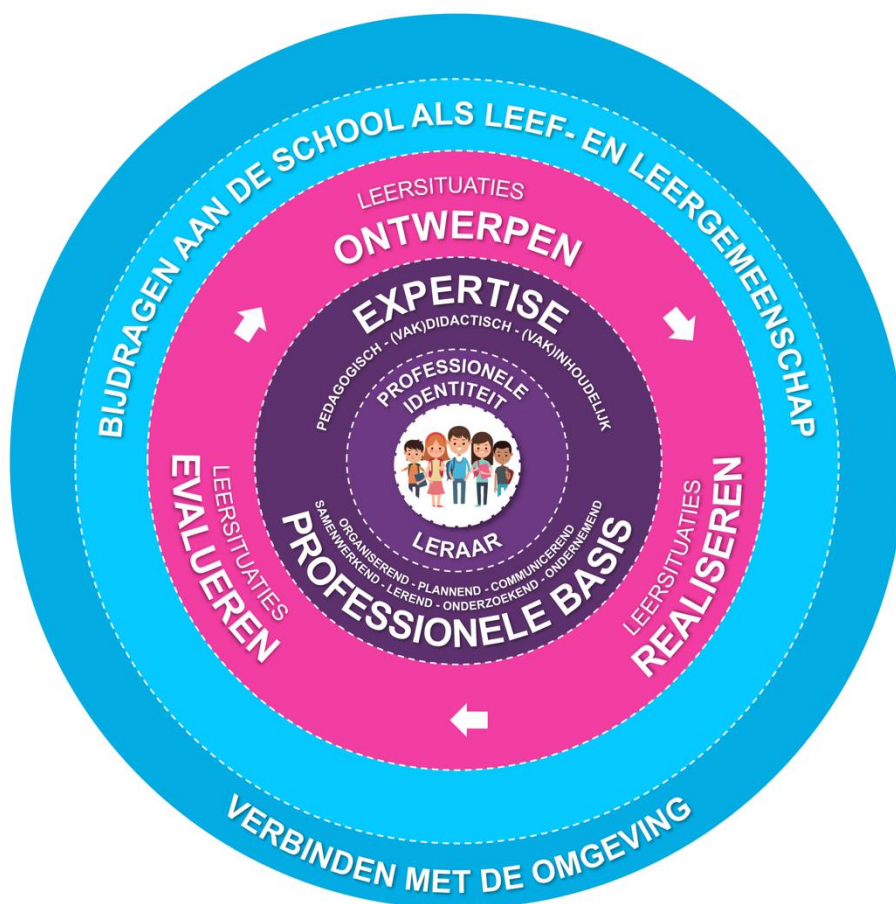 BIJDRAGEN AAN DE SCHOOL ALS LEEF- EN LEERGEMEENSCHAP
LEERSITUATIES
ONTWERPEN
EXPERTISE
PEDAGOGISCH - (VAK)DIDACTISCH - (VAK)INHOUDELIJK
PROFESSIONELE
IDENTITEIT
LERAAR
ORGANISEREND - PLANNEND - COMMUNICEREND
SAMENWERKEND - LEREND - ONDERZOEKEND - ONDERNEMEND
PROFESSIONELE BASIS
LEERSITUATIES
REALISEREN
LEERSITUATIES
EVALUEREN
VERBINDEN MET DE OMGEVING